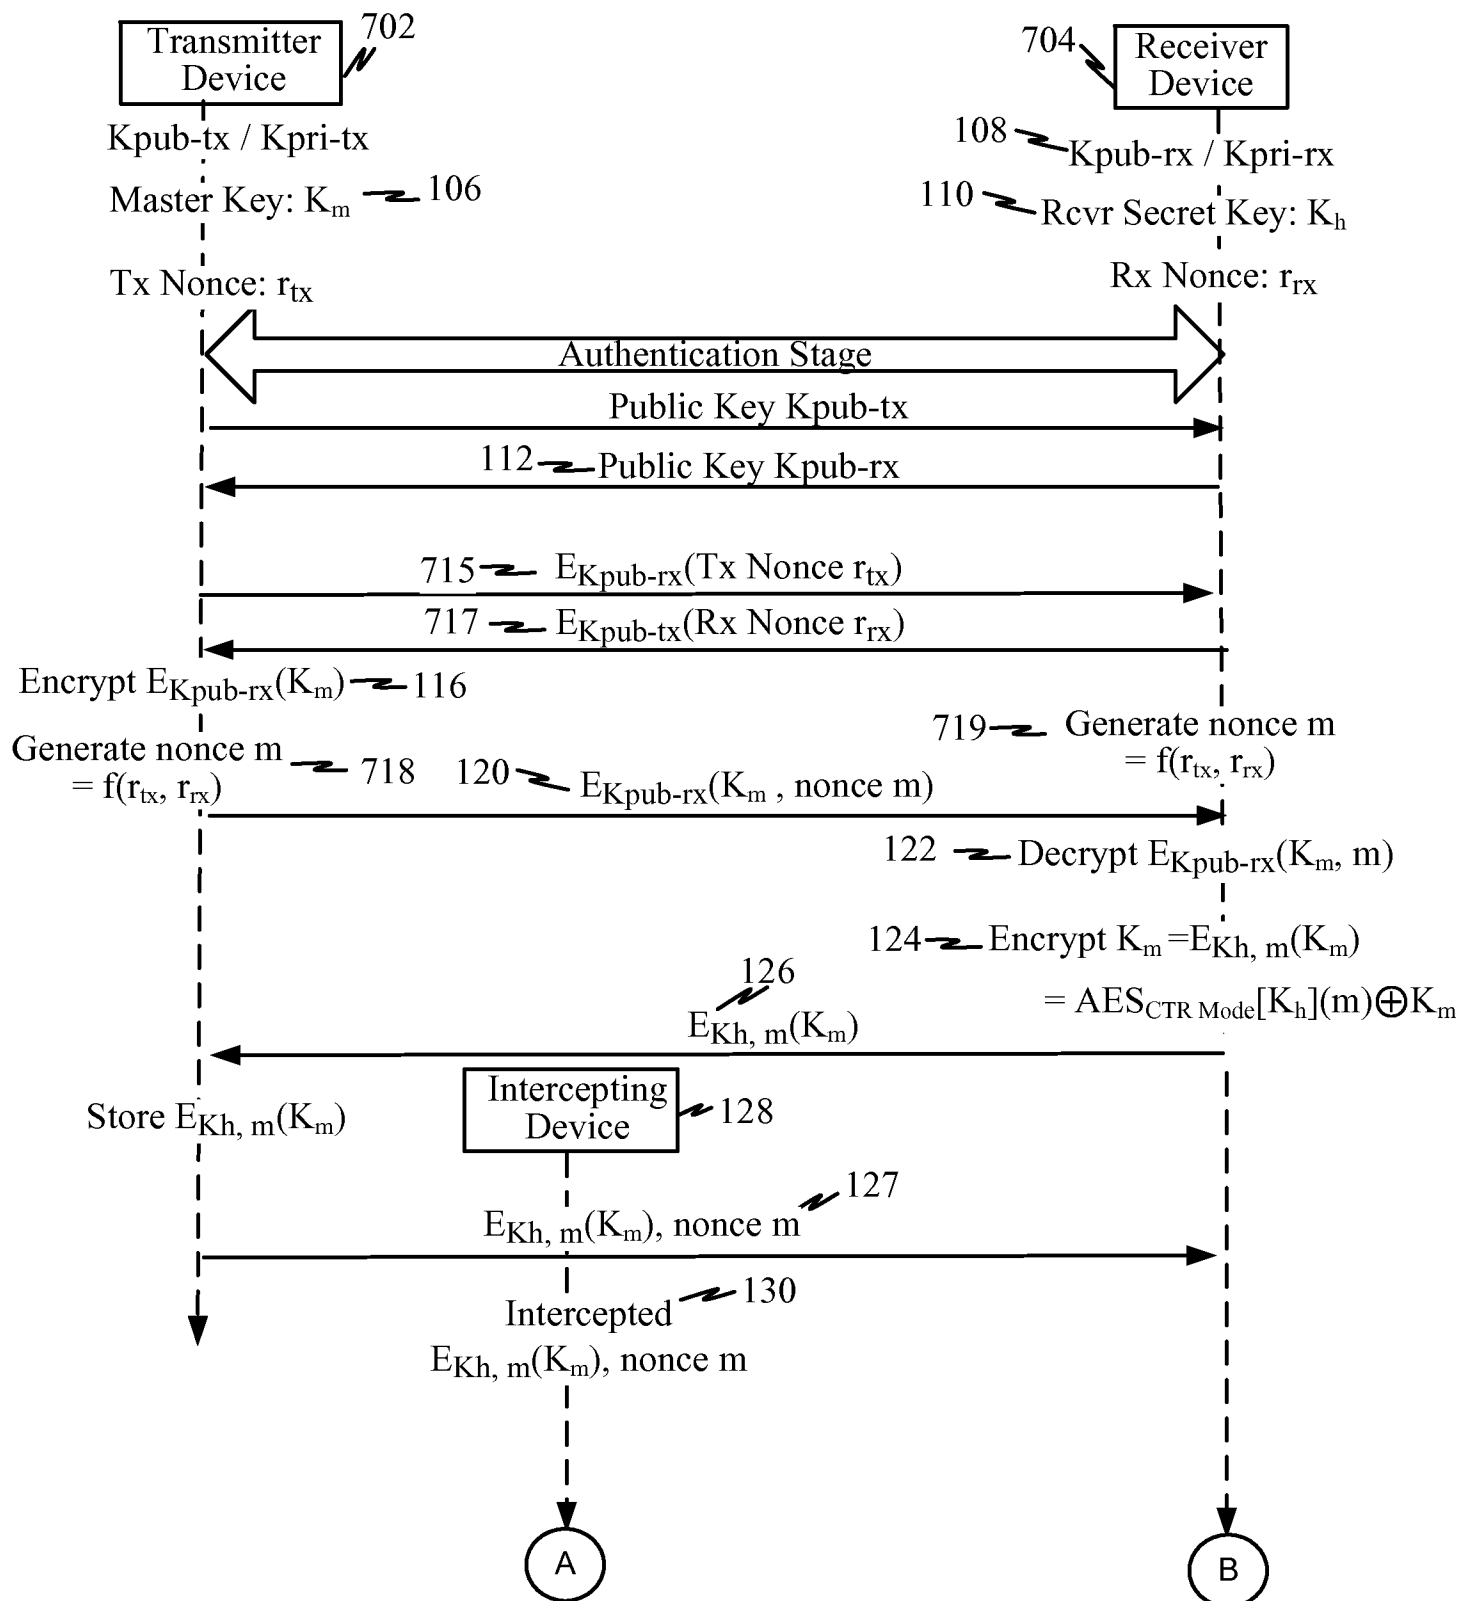 Transmitter
Device
702
704
Receiver
Device
Kpub-tx / Kpri-tx
108
Kpub-rx / Kpri-rx
Master Key: Km
106
110
Rcvr Secret Key: Kh
Tx Nonce: rtx
Rx Nonce: rrx
Authentication Stage
Public Key Kpub-tx
112
Public Key Kpub-rx
715
EKpub-rx(Tx Nonce rtx)
717
EKpub-tx(Rx Nonce rrx)
Encrypt EKpub-rx(Km)
116
Generate nonce m
= f(rtx, rrx)
718
719
Generate nonce m
= f(rtx, rrx)
120
EKpub-rx(Km , nonce m)
122
Decrypt EKpub-rx(Km, m)
124
Encrypt Km=EKh, m(Km)
= AESCTR Mode[Kh](m)⊕Km
126
EKh, m(Km)
Store EKh, m(Km)
Intercepting
Device
128
127
EKh, m(Km), nonce m
130
Intercepted
EKh, m(Km), nonce m
A
B